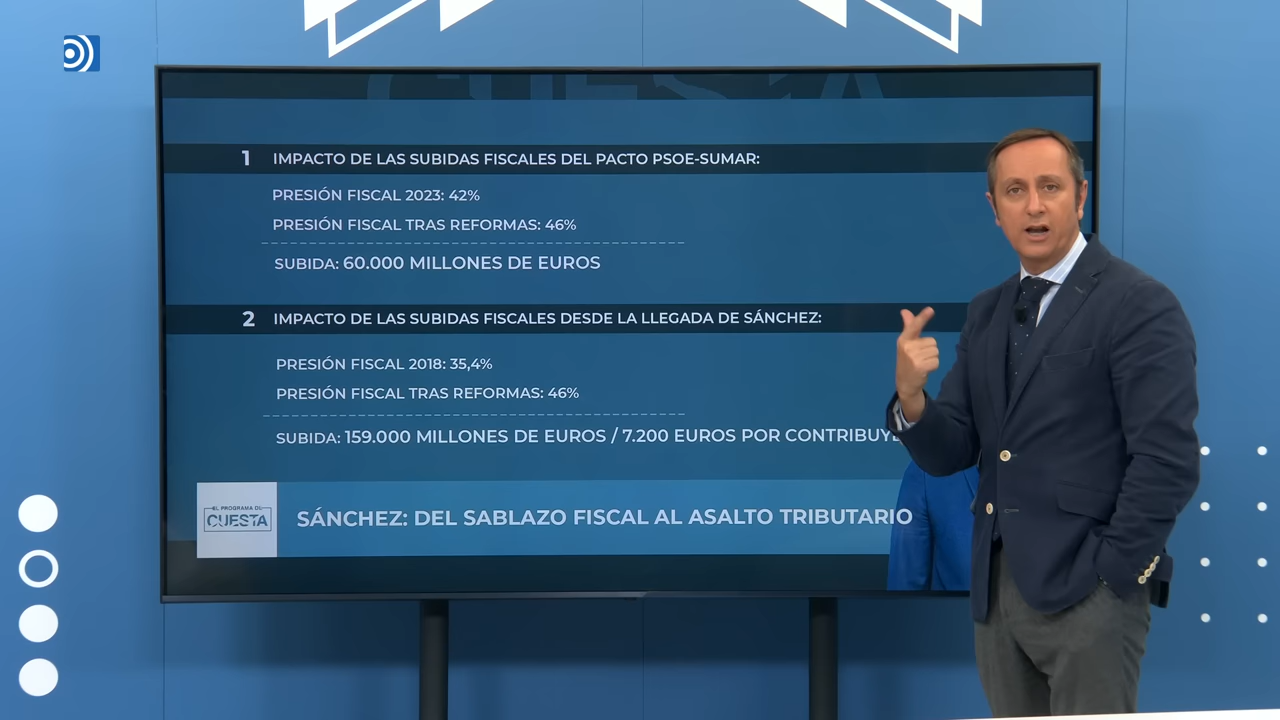 CUESTA
1 IMPACTO DE LAS SUBIDAS FISCALES DEL PACTO PSOE-SUMAR:
PRESIÓN FISCAL 2023: 42%
PRESIÓN FISCAL TRAS REFORMAS: 46%
SUBIDA: 60.000 MILLONES DE EUROS
2 IMPACTO DE LAS SUBIDAS FISCALES DESDE LA LLEGADA DE SÁNCHEZ:
PRESIÓN FISCAL 2018: 35,4%
PRESIÓN FISCAL TRAS REFORMAS: 46%
SUBIDA: 159.000 MILLONES DE EUROS / 7.200 EUROS POR
EL PROGRAMA DE
CUESTA
SÁNCHEZ: DEL SABLAZO FISCAL AL ASALTO TRIBUTARIO